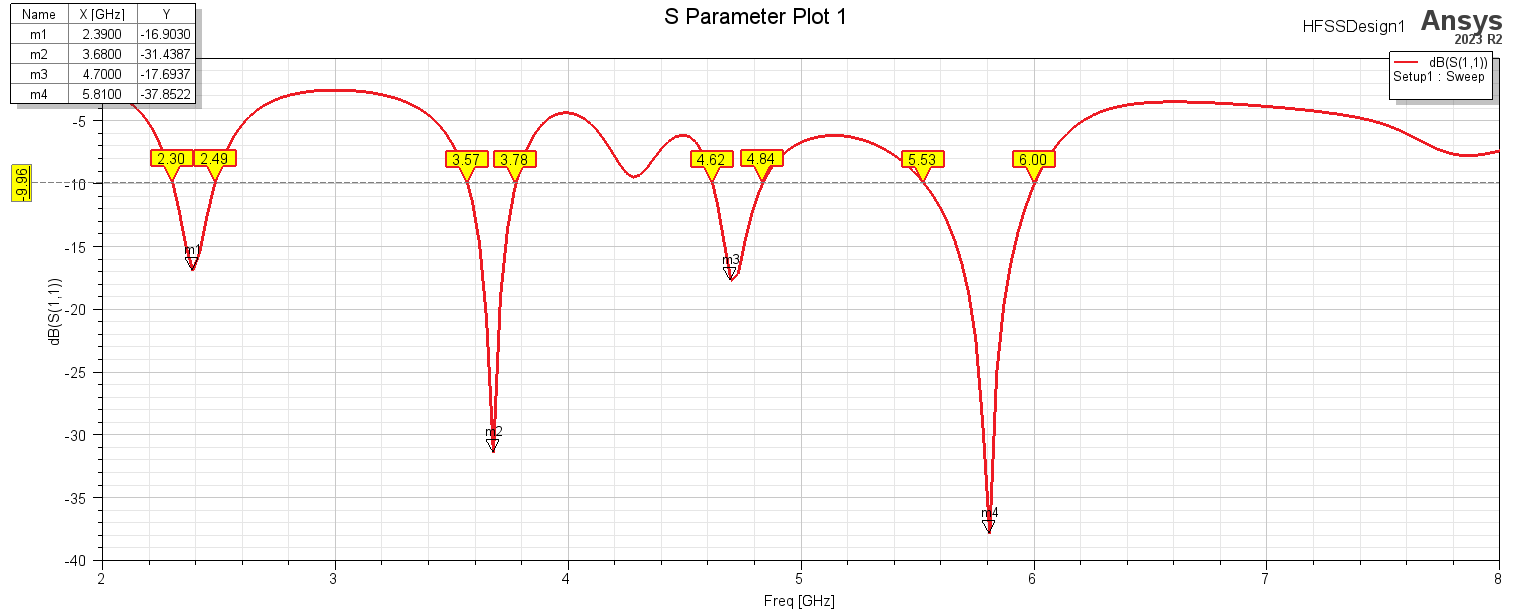 S Parameter Plot 1
HFSSDesign1
Ansys
2023 R2
Name X [GHz] Y
m1 2.3900 -16.9030
m2 3.6800 -31.4387
m3 4.7000 -17.6937
m4 5.8100 -37.8522
dB(S(1,1))
Setup1 : Sweep
-5
2.30 2.49 3.57 3.78 4.62 4.84 5.53 6.00
-9.96
-10
m1
-15
m3
dB(S(1,1))
-20
-25
-30
m2
-35
m4
-40
2 3 4 5 6 7 8
Freq [GHz]